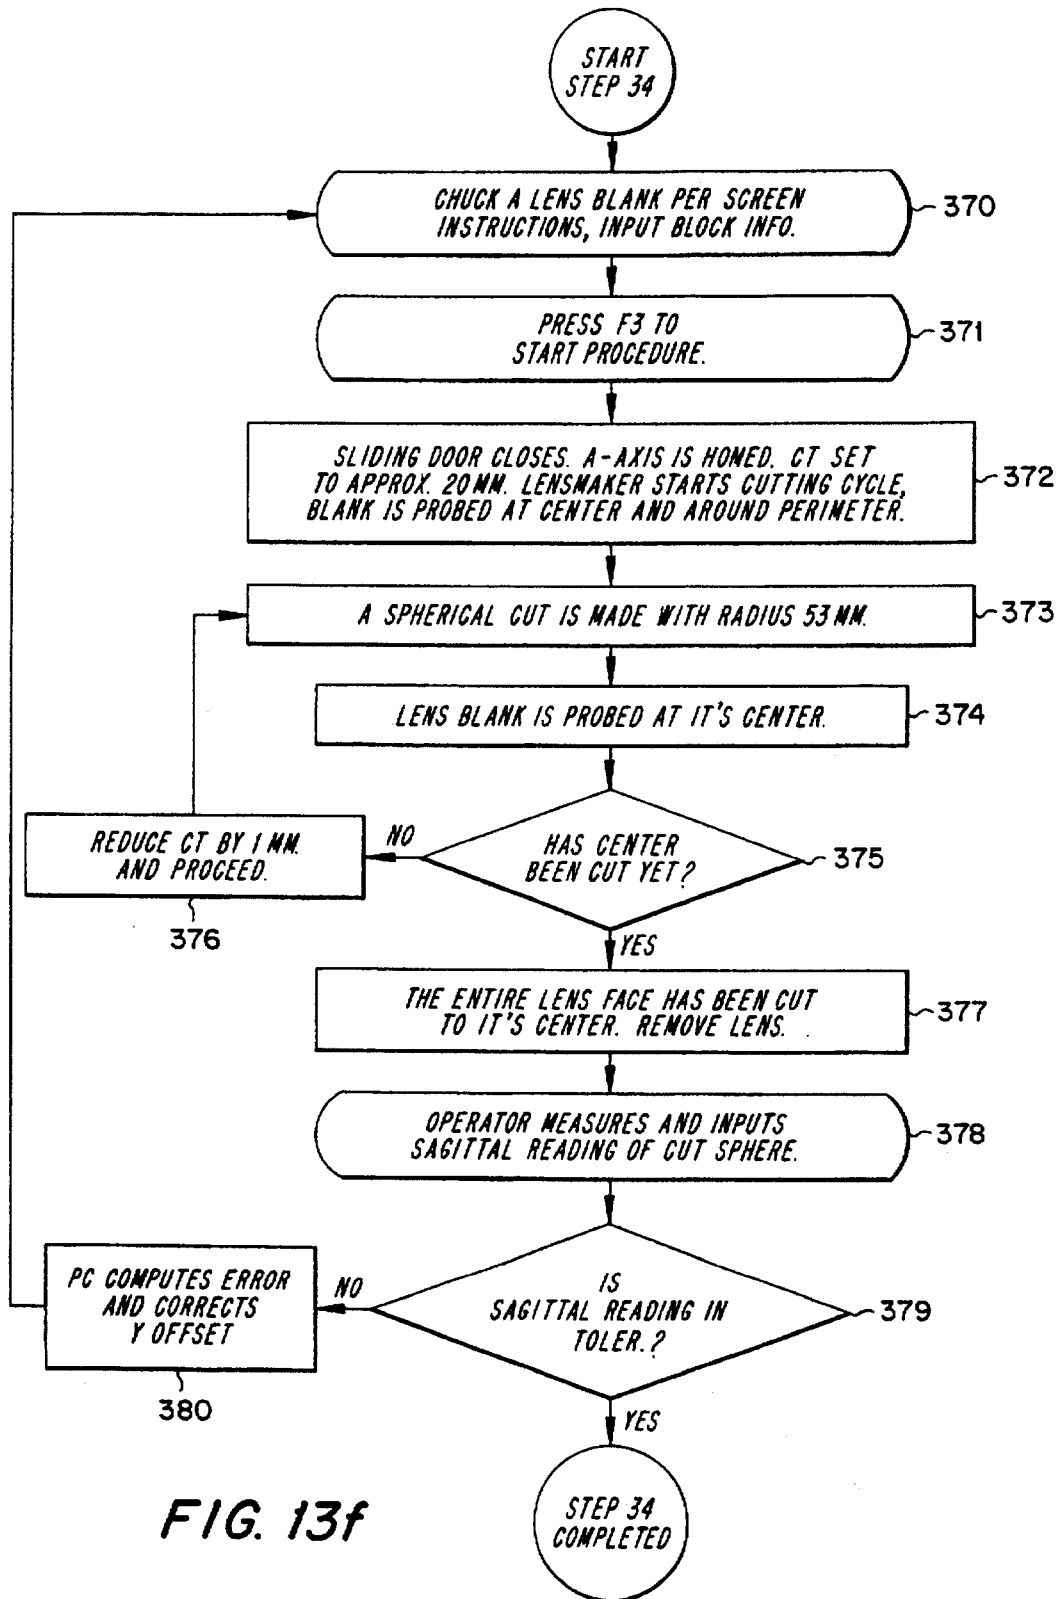 START
STEP 34
CHUCK A LENS BLANK PER SCREEN
INSTRUCTIONS, INPUT BLOCK INFO.
370
PRESS F3 TO
START PROCEDURE.
371
SLIDING DOOR CLOSES. A-AXIS IS HOMED. CT SET
TO APPROX. 20 MM. LENSMAKER STARTS CUTTING CYCLE,
BLANK IS PROBED AT CENTER AND AROUND PERIMETER.
372
A SPHERICAL CUT IS MADE WITH RADIUS 53 MM.
373
LENS BLANK IS PROBED AT IT'S CENTER.
374
HAS CENTER
BEEN CUT YET?
375
NO
REDUCE CT BY 1 MM.
AND PROCEED.
376
YES
THE ENTIRE LENS FACE HAS BEEN CUT
TO IT'S CENTER. REMOVE LENS.
377
OPERATOR MEASURES AND INPUTS
SAGITTAL READING OF CUT SPHERE.
378
IS
SAGITTAL READING IN
TOLER.?
379
NO
PC COMPUTES ERROR
AND CORRECTS
Y OFFSET
380
YES
STEP 34
COMPLETED
FIG. 13f